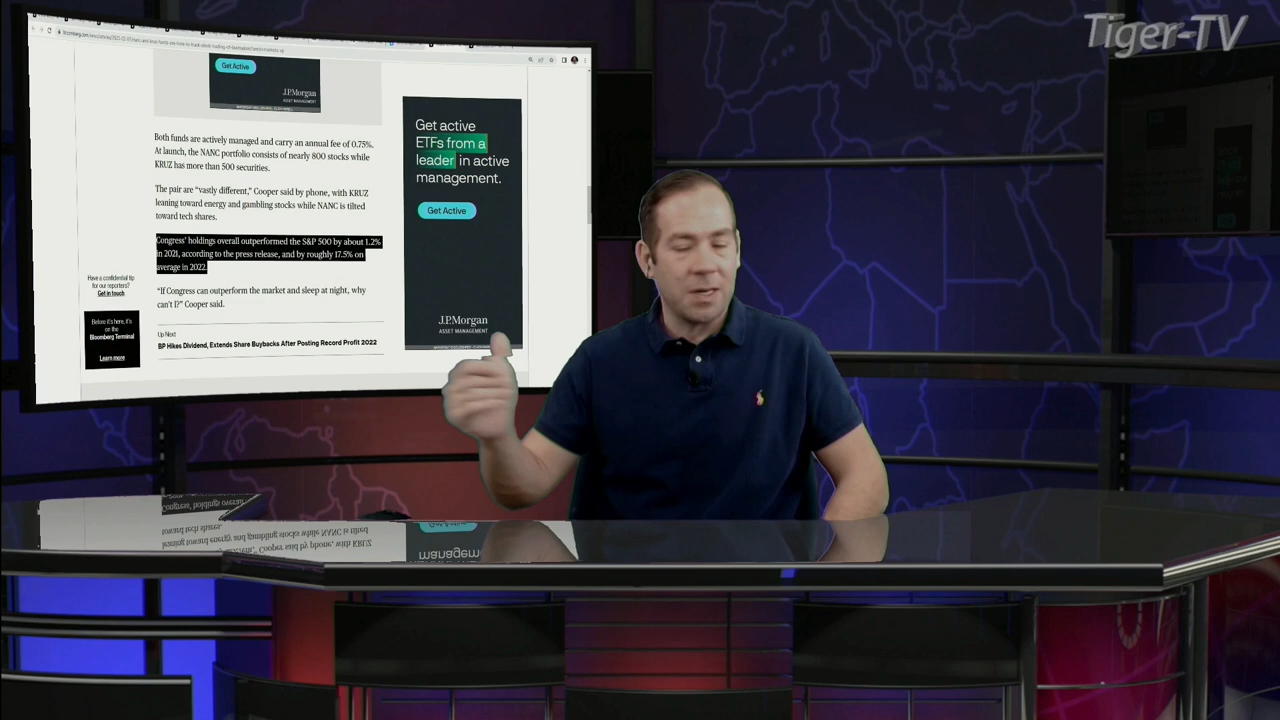 Tiger-TV
Get Active
J.P.Morgan
ASSET MANAGEMENT
Both funds are actively managed and carry an annual fee of 0.75%.
At launch, the NANC portfolio consists of nearly 800 stocks while
KRUZ has more than 500 securities.
The pair are “vastly different,” Cooper said by phone, with KRUZ
leaning toward energy and gambling stocks while NANC is tilted
toward tech shares.
Congress' holdings overall outperformed the S&P 500 by about 1.2%
in 2021, according to the press release, and by roughly 17.5% on
average in 2022.
“If Congress can outperform the market and sleep at night, why
can't I?” Cooper said.
Up Next
BP Hikes Dividend, Extends Share Buybacks After Posting Record Profit 2022
Have a confidential tip
for our reporters?
Get in touch
Before it's here, it's
on the
Bloomberg Terminal
Learn more
Get active
ETFs from a
leader in active
management.
Get Active
J.P.Morgan
ASSET MANAGEMENT